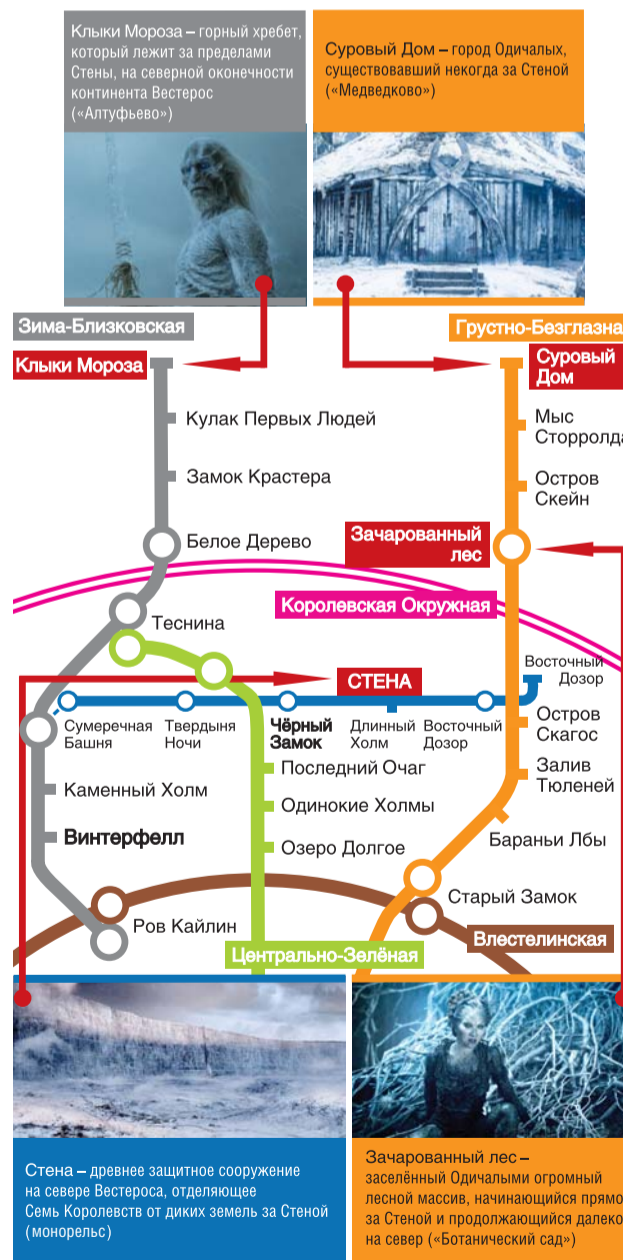 Клыки Мороза – горный хребет,
который лежит за пределами
Стены, на северной оконечности
континента Вестерос
(«Алтуфьево»)
Суровый Дом – город Одичалых,
существовавший некогда за Стеной
(«Медведково»)
Зима-Близковская
Грустно-Безглазна
Клыки Мороза
Суровый
Дом
Кулак Первых Людей
Мыс
Сторролда
Замок Крастера
Остров
Скейн
Белое Дерево
Зачарованный
лес
Королевская Окружная
Теснина
СТЕНА
Восточный
Дозор
Сумеречная
Башня
Твердыня
Ночи
Чёрный
Замок
Длинный
Холм
Восточный
Дозор
Остров
Скагос
Последний Очаг
Залив
Тюленей
Каменный Холм
Одинокие Холмы
Винтерфелл
Озеро Долгое
Бараньи Лбы
Старый Замок
Ров Кайлин
Влестелинская
Центрально-Зелёная
Стена – древнее защитное сооружение
на севере Вестероса, отделяющее
Семь Королевств от диких земель за Стеной
(монорельс)
Зачарованный лес –
заселённый Одичалыми огромный
лесной массив, начинающийся прямо
за Стеной и продолжающийся далеко
на север («Ботанический сад»)